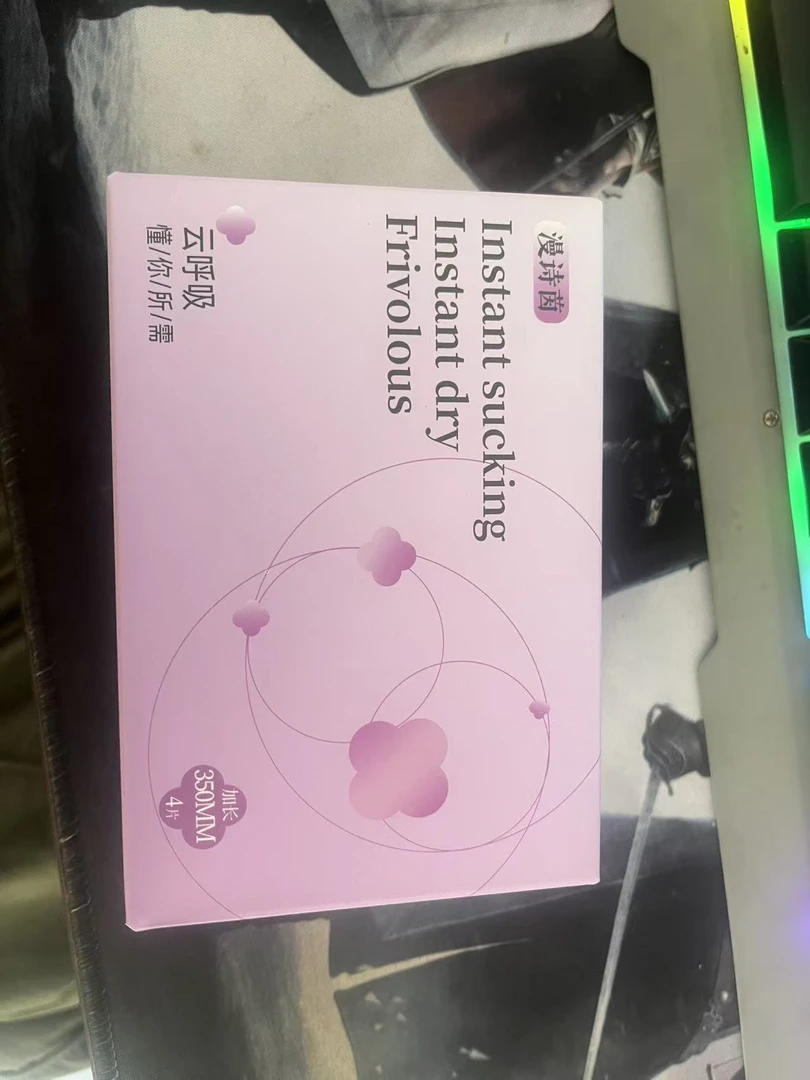 漫诗茵
Instant sucking
Instant dry
Frivolous
云呼吸
懂/你/所/需
加长
350MM
4片